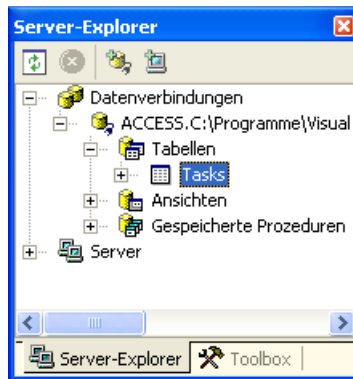 Server-Explorer
Datenverbindungen
ACCESS.C:\Programme\Visual
Tabellen
Tasks
Ansichten
Gespeicherte Prozeduren
Server
Server-Explorer Toolbox